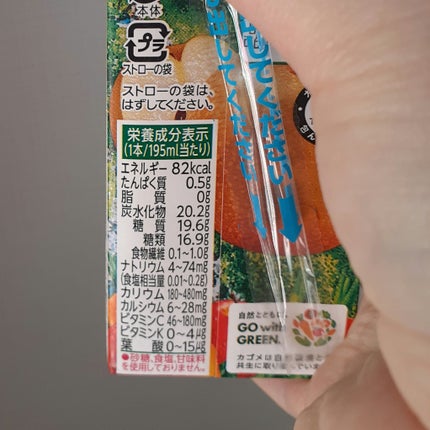 本体
プラ
ストローの袋
ストローの袋は、
はずしてください。
栄養成分表示
(1本/195ml当たり)
エネルギー 82kcal
たんぱく質 0.5g
脂質 0g
炭水化物 20.2g
糖質 19.6g
糖類 16.9g
食物繊維 0.1~1.0g
ナトリウム 4~74mg
(食塩相当量 0.01~0.2g)
カリウム 180~480mg
カルシウム 6~28mg
ビタミンC 46~180mg
ビタミンK 0~4μg
葉酸 0~15μg
●砂糖、食塩、甘味料
を使用しておりません。
自然とともに
GO with
GREEN.
カゴメは自然
共生に取り